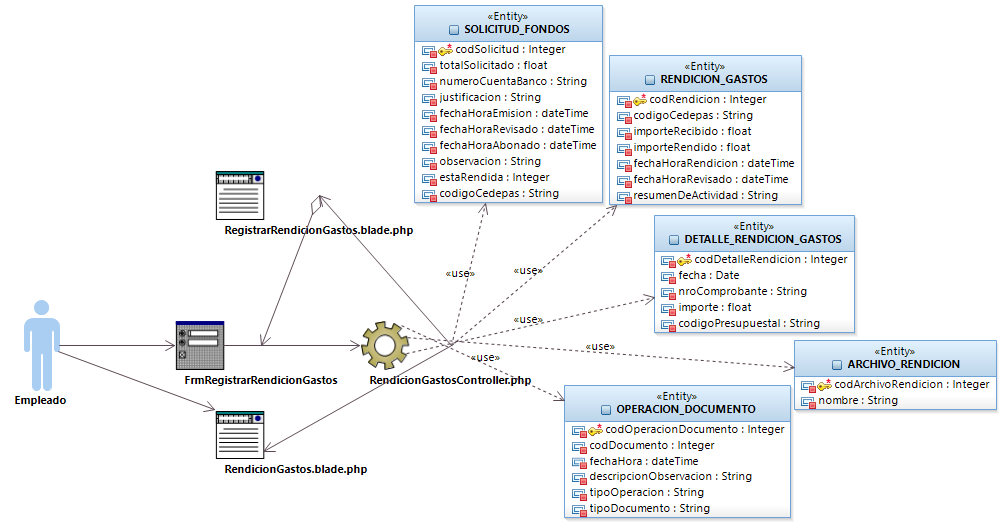 «Entity»
SOLICITUD_FONDOS
codSolicitud : Integer
totalSolicitado : float
numeroCuentaBanco : String
justificacion : String
fechaHoraEmision : dateTime
fechaHoraRevisado : dateTime
fechaHoraAbonado : dateTime
observacion : String
estaRendida : Integer
codigoCedepas : String
«Entity»
RENDICION_GASTOS
codRendicion : Integer
codigoCedepas : String
importeRecibido : float
importeRendido : float
fechaHoraRendicion : dateTime
fechaHoraRevisado : dateTime
resumenDeActividad : String
RegistrarRendicionGastos.blade.php
«Entity»
DETALLE_RENDICION_GASTOS
codDetalleRendicion : Integer
fecha : Date
nroComprobante : String
importe : float
codigoPresupuestal : String
«use»
«use»
«use»
«use»
«use»
Empleado
FrmRegistrarRendicionGastos
RendicionGastosController.php
«Entity»
ARCHIVO_RENDICION
codArchivoRendicion : Integer
nombre : String
RendicionGastos.blade.php
«Entity»
OPERACION_DOCUMENTO
codOperacionDocumento : Integer
codDocumento : Integer
fechaHora : dateTime
descripcionObservacion : String
tipoOperacion : String
tipoDocumento : String